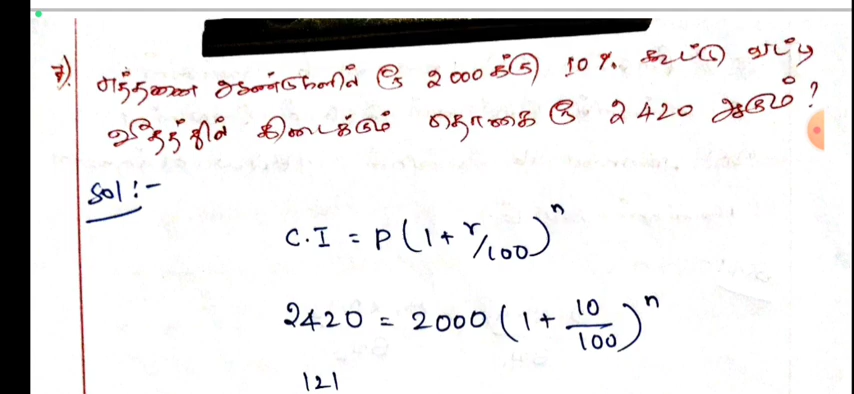 7) எத்தனை ஆண்டுகளில் ரூ 2000க்கு 10% கூட்டு வட்டி
வீதத்தில் கிடைக்கும் தொகை ரூ 2420 ஆகும்?
Sol :-
C.I = P(1+r/100)^n
2420 = 2000(1+10/100)^n
121